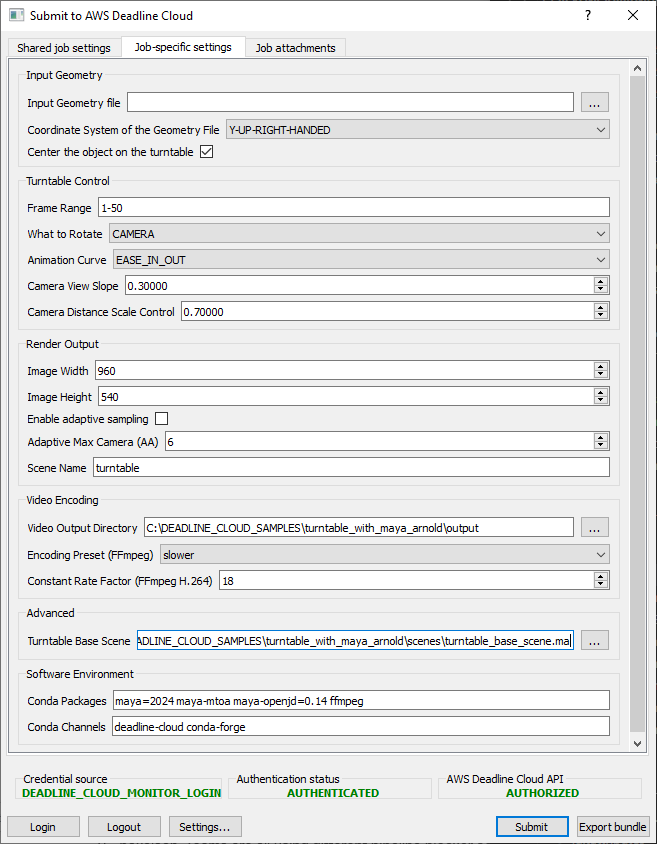 Submit to AWS Deadline Cloud
?
Shared job settings
Job-specific settings
Job attachments
Input Geometry
Input Geometry file
...
Coordinate System of the Geometry File Y-UP-RIGHT-HANDED
Center the object on the turntable
Turntable Control
Frame Range 1-50
What to Rotate CAMERA
Animation Curve EASE_IN_OUT
Camera View Slope 0.30000
Camera Distance Scale Control 0.70000
Render Output
Image Width 960
Image Height 540
Enable adaptive sampling
Adaptive Max Camera (AA) 6
Scene Name turntable
Video Encoding
Video Output Directory C:\DEADLINE_CLOUD_SAMPLES\turntable_with_maya_arnold\output ...
Encoding Preset (FFmpeg) slower
Constant Rate Factor (FFmpeg H.264) 18
Advanced
Turntable Base Scene ADLINE_CLOUD_SAMPLES\turntable_with_maya_arnold\scenes\turntable_base_scene.ma ...
Software Environment
Conda Packages maya=2024 maya-mtoa maya-openjd=0.14 ffmpeg
Conda Channels deadline-cloud conda-forge
Credential source
DEADLINE_CLOUD_MONITOR_LOGIN
Authentication status
AUTHENTICATED
AWS Deadline Cloud API
AUTHORIZED
Login
Logout
Settings...
Submit
Export bundle